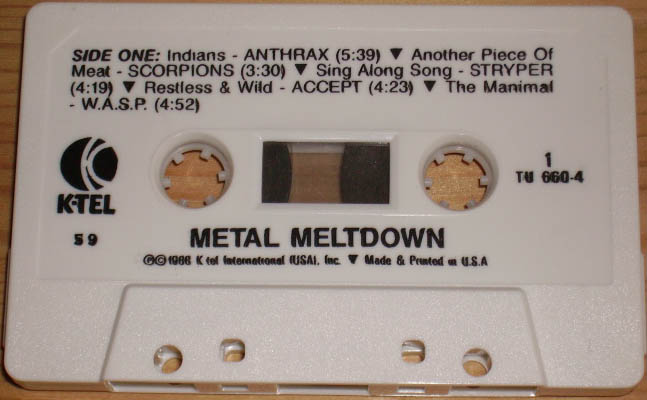 SIDE ONE: Indians - ANTHRAX (5:39) ▼ Another Piece Of
Meat - SCORPIONS (3:30) ▼ Sing Along Song - STRYPER
(4:19) ▼ Restless & Wild - ACCEPT (4:23) ▼ The Manimal
- W.A.S.P. (4:52)
K-TEL
1
TU 660-4
59
METAL MELTDOWN
ⓅⒸ1988 K-tel International (USA), Inc. ▼ Made & Printed in U.S.A